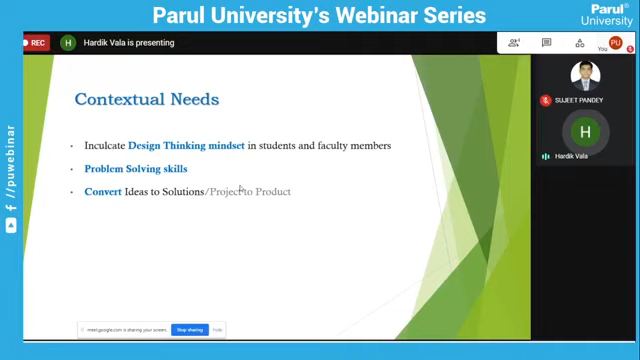 Parul University's Webinar Series
Parul®
University
REC
H
Hardik Vala is presenting
You
PU
Contextual Needs
Inculcate Design Thinking mindset in students and faculty members
Problem Solving skills
Convert Ideas to Solutions/Project to Product
SUJEET PANDEY
H
Hardik Vala
/puwebinar
meet.google.com is sharing your screen.
Stop sharing
Hide